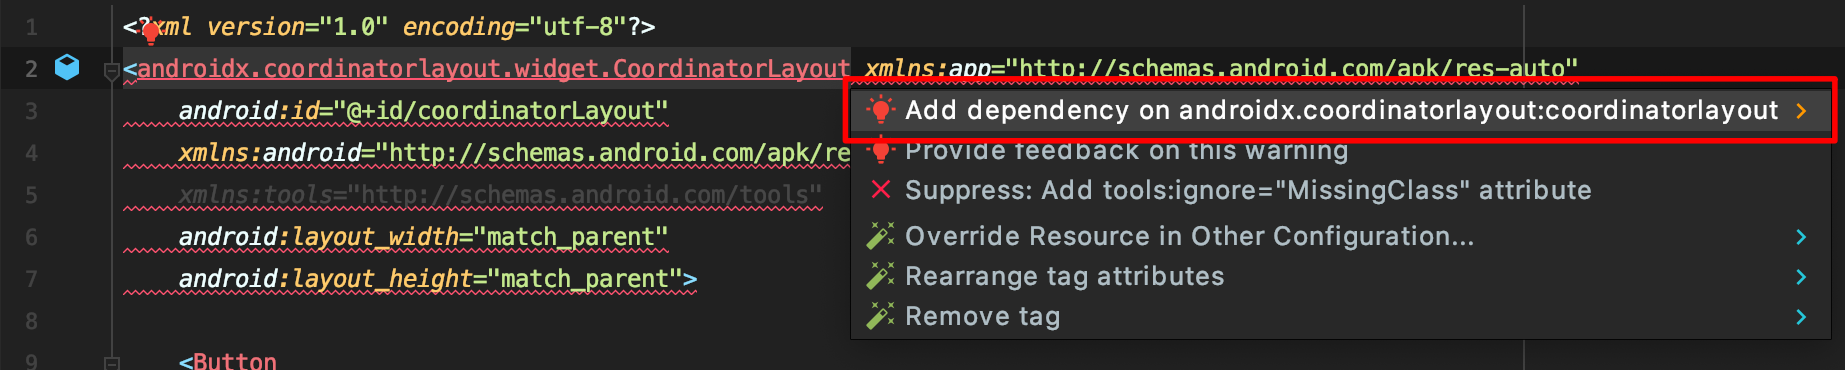 1 <?xml version="1.0" encoding="utf-8"?>
2 <androidx.coordinatorlayout.widget.CoordinatorLayout xmlns:app="http://schemas.android.com/apk/res-auto"
3 android:id="@+id/coordinatorLayout"
4 xmlns:android="http://schemas.android.com/apk/re
5 xmlns:tools="http://schemas.android.com/tools"
6 android:layout_width="match_parent"
7 android:layout_height="match_parent">
8
9 <Button
Add dependency on androidx.coordinatorlayout:coordinatorlayout
Provide feedback on this warning
Suppress: Add tools:ignore="MissingClass" attribute
Override Resource in Other Configuration...
Rearrange tag attributes
Remove tag